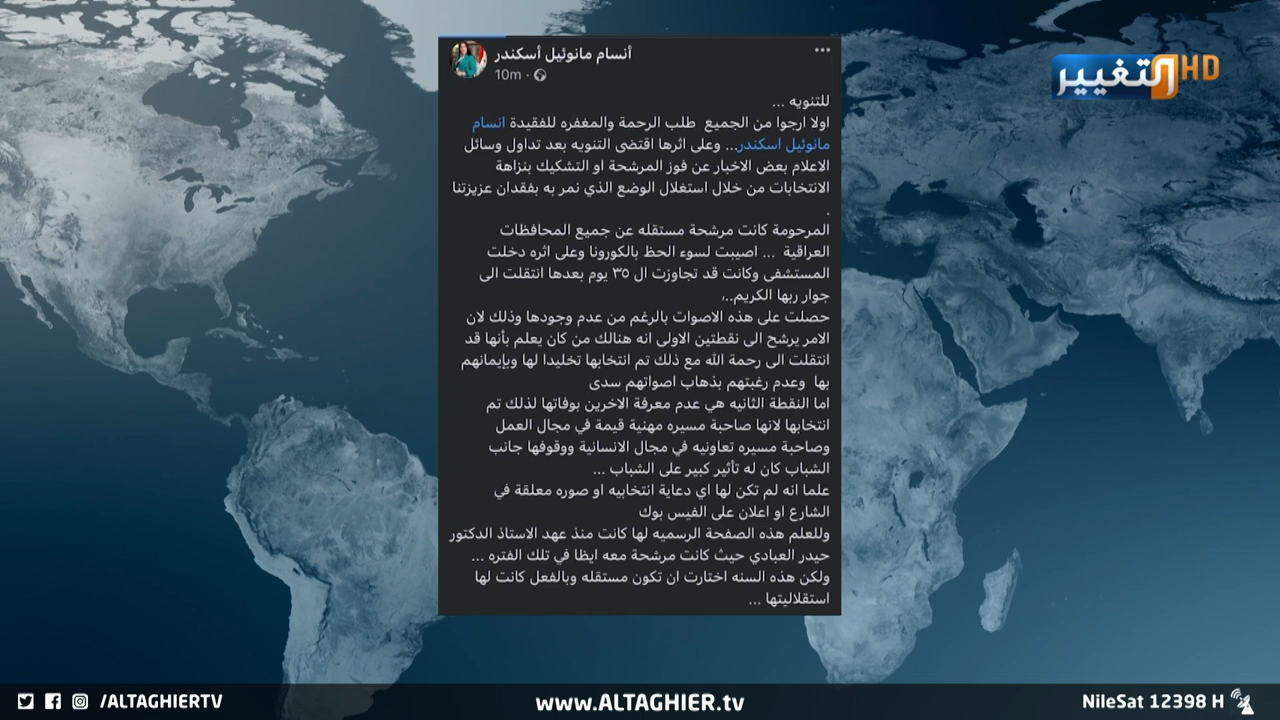 التغيير HD
أنسام مانوئيل أسكندر
10m ·
للتنويه ...
اولا ارجوا من الجميع طلب الرحمة والمغفره للفقيدة انسام
مانوئيل اسكندر... وعلى اثرها اقتضى التنويه بعد تداول وسائل
الاعلام بعض الاخبار عن فوز المرشحة او التشكيك بنزاهة
الانتخابات من خلال استغلال الوضع الذي نمر به بفقدان عزيزتنا
.
المرحومة كانت مرشحة مستقله عن جميع المحافظات
العراقية ... اصيبت لسوء الحظ بالكورونا وعلى اثره دخلت
المستشفى وكانت قد تجاوزت ال ٣٥ يوم بعدها انتقلت الى
جوار ربها الكريم..،
حصلت على هذه الاصوات بالرغم من عدم وجودها وذلك لان
الامر يرشح الى نقطتين الاولى انه هنالك من كان يعلم بأنها قد
انتقلت الى رحمة الله مع ذلك تم انتخابها تخليدا لها وبإيمانهم
بها وعدم رغبتهم بذهاب اصواتهم سدى
اما النقطة الثانيه هي عدم معرفة الاخرين بوفاتها لذلك تم
انتخابها لانها صاحبة مسيره مهنية قيمة في مجال العمل
وصاحبة مسيره تعاونيه في مجال الانسانية ووقوفها جانب
الشباب كان له تأثير كبير على الشباب ...
علما انه لم تكن لها اي دعاية انتخابيه او صوره معلقة في
الشارع او اعلان على الفيس بوك
وللعلم هذه الصفحة الرسميه لها كانت منذ عهد الاستاذ الدكتور
حيدر العبادي حيث كانت مرشحة معه ايظا في تلك الفتره ...
ولكن هذه السنه اختارت ان تكون مستقله وبالفعل كانت لها
استقلاليتها ...
/ALTAGHIERTV
www.ALTAGHIER.tv
NileSat 12398 H